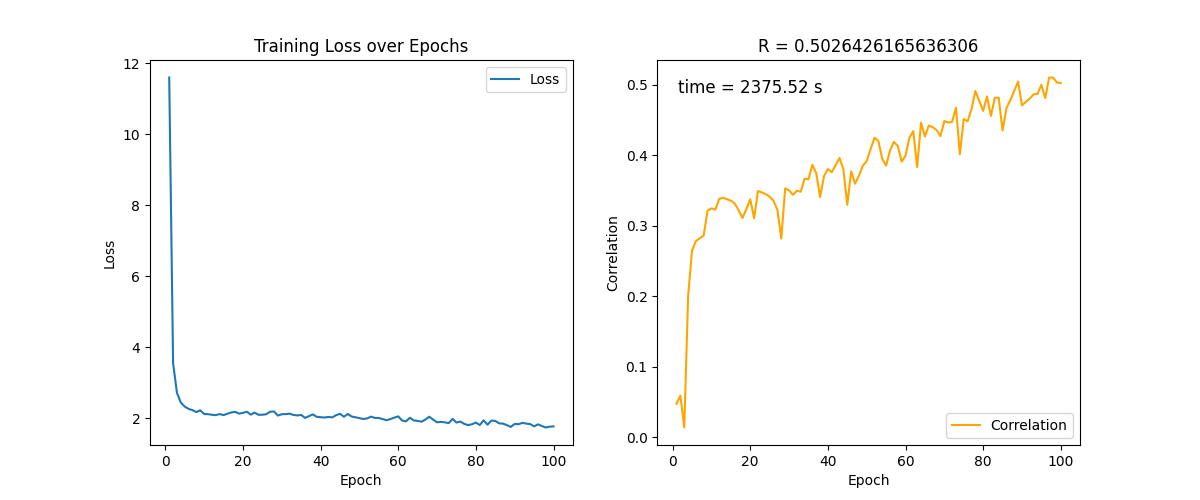 Training Loss over Epochs
12
10
8
6
4
2
Loss
Loss
0
20
40
60
80
100
Epoch
R = 0.5026426165636306
time = 2375.52 s
0.5
0.4
0.3
0.2
0.1
0.0
Correlation
Correlation
0
20
40
60
80
100
Epoch